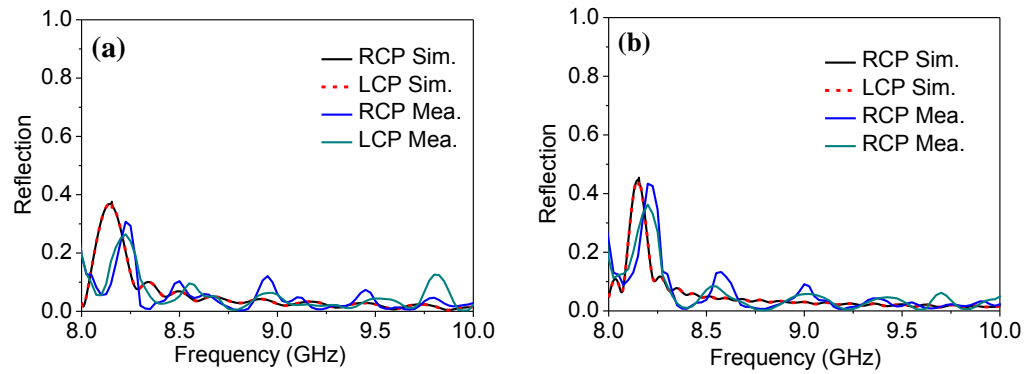 (a)
RCP Sim.
LCP Sim.
RCP Mea.
LCP Mea.
Reflection
1.0
0.8
0.6
0.4
0.2
0.0
8.0 8.5 9.0 9.5 10.0
Frequency (GHz)
(b)
RCP Sim.
LCP Sim.
RCP Mea.
RCP Mea.
Reflection
1.0
0.8
0.6
0.4
0.2
0.0
8.0 8.5 9.0 9.5 10.0
Frequency (GHz)